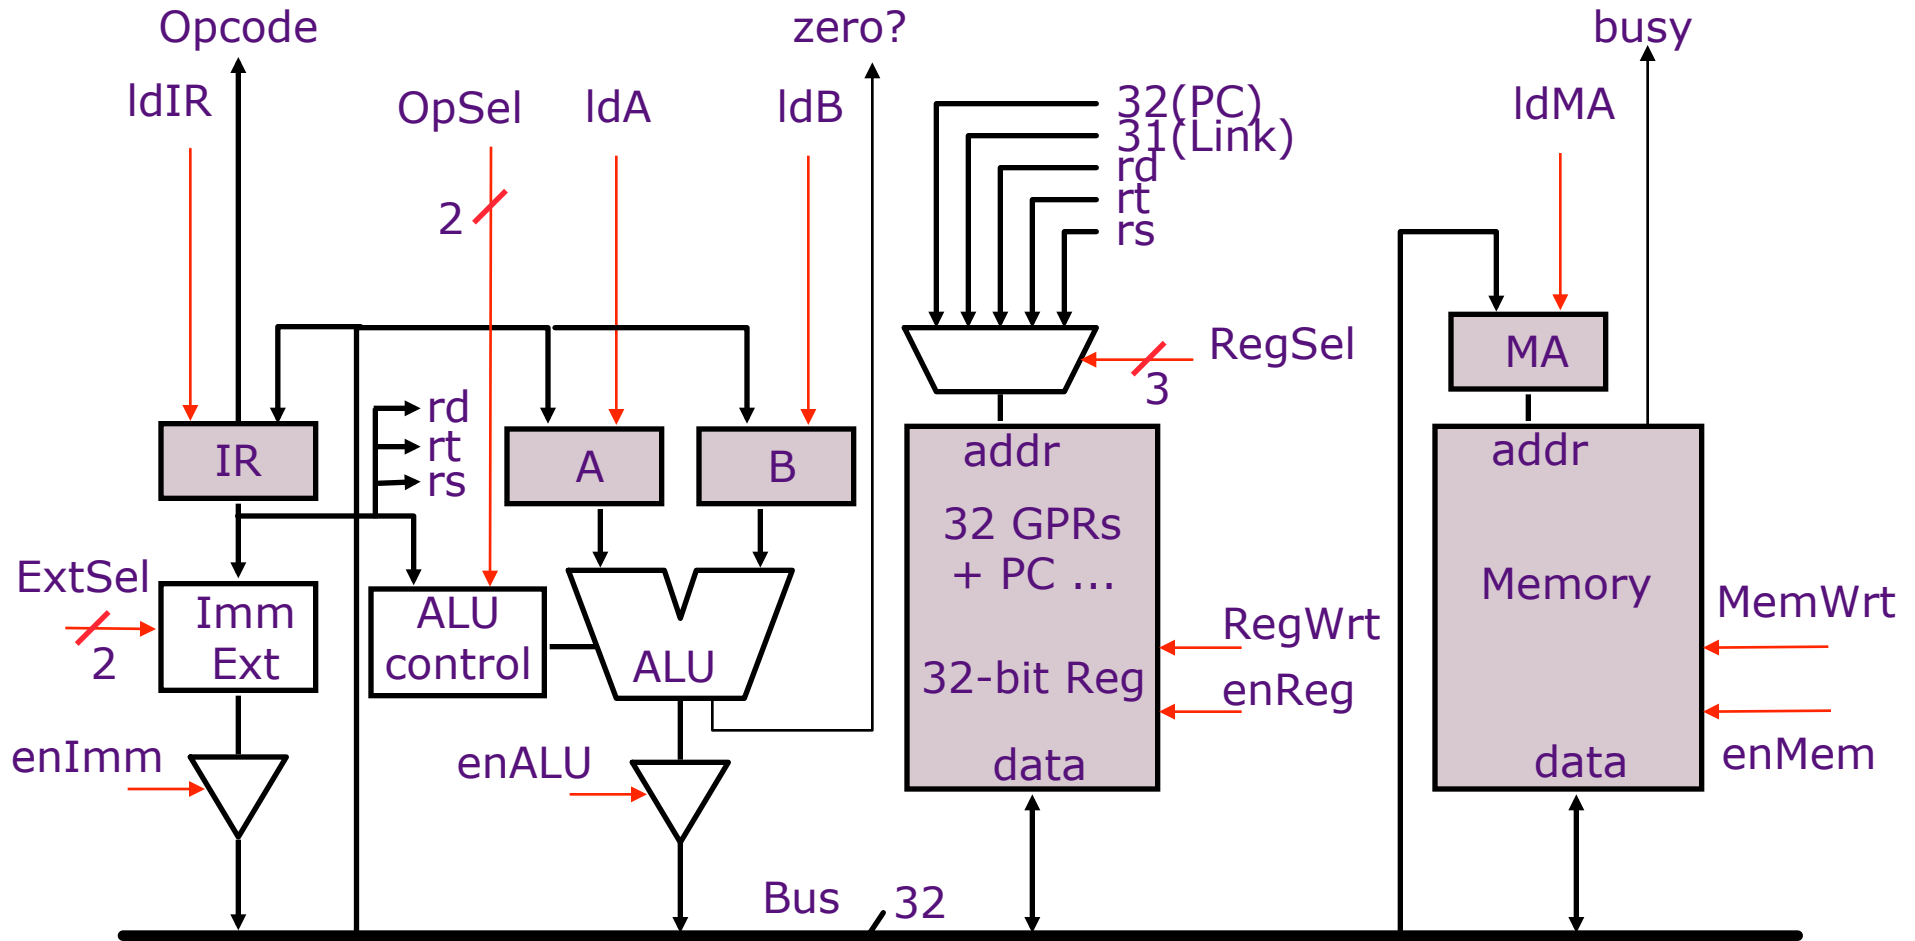 Opcode
zero?
busy
ldIR
OpSel
ldA
ldB
32(PC)
31(Link)
rd
rt
rs
ldMA
2
RegSel
3
MA
rd
rt
rs
IR
A
B
addr
32 GPRs
+ PC ...
32-bit Reg
data
addr
Memory
data
ExtSel
2
Imm
Ext
ALU
control
ALU
RegWrt
enReg
MemWrt
enMem
enImm
enALU
Bus
32